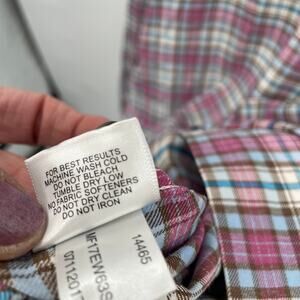 FOR BEST RESULTS
MACHINE WASH COLD
DO NOT BLEACH
TUMBLE DRY LOW
NO FABRIC SOFTENERS
DO NOT DRY CLEAN
DO NOT IRON
14465